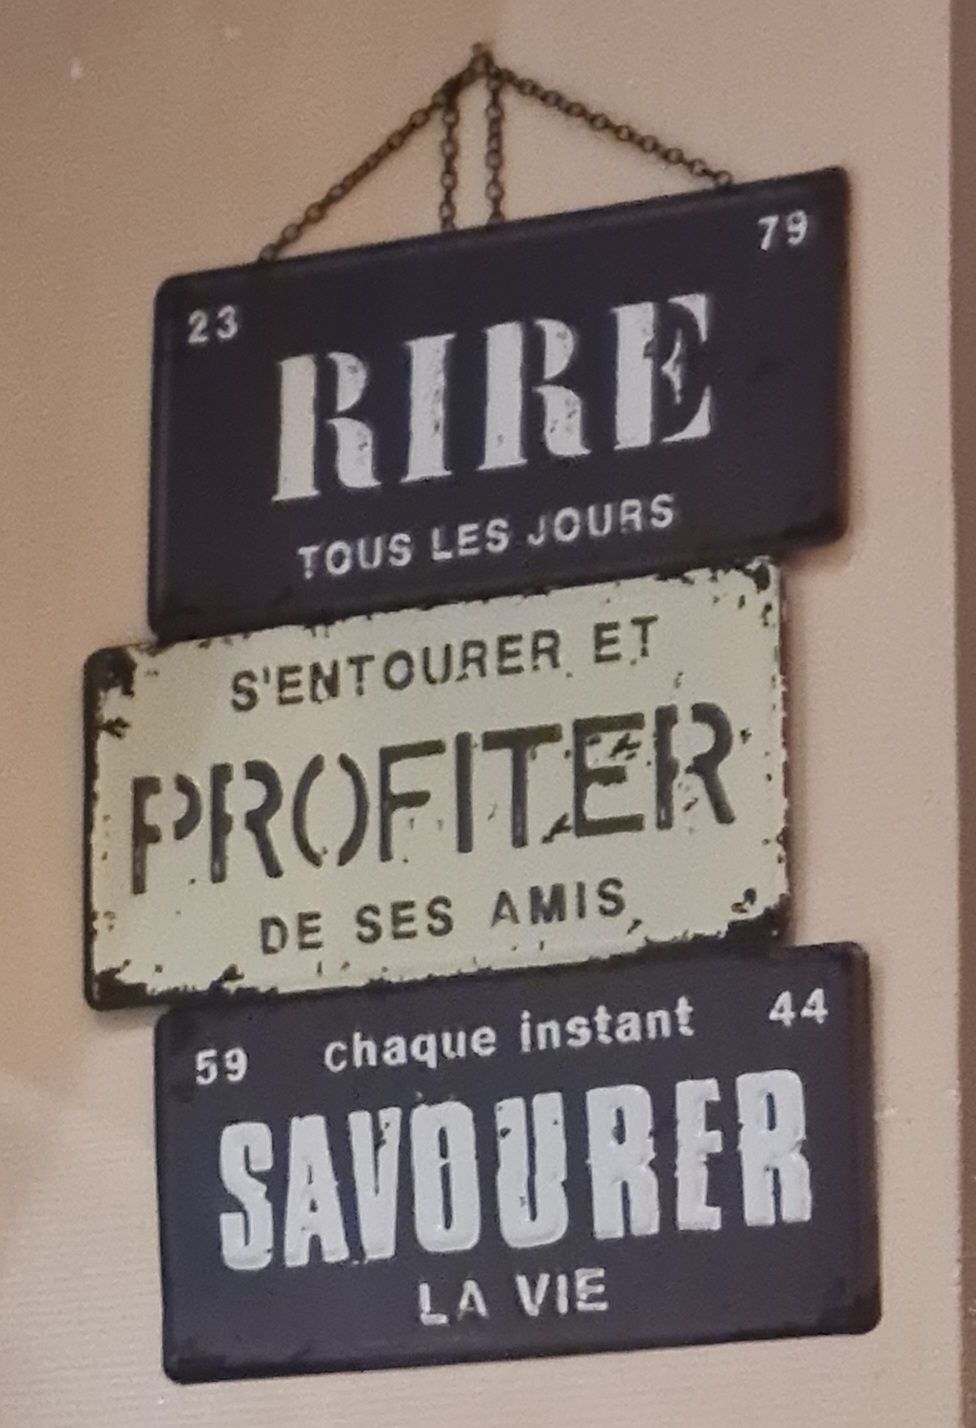 23 79
RIRE
TOUS LES JOURS
S'ENTOURER ET
PROFITER
DE SES AMIS
59 chaque instant 44
SAVOURER
LA VIE